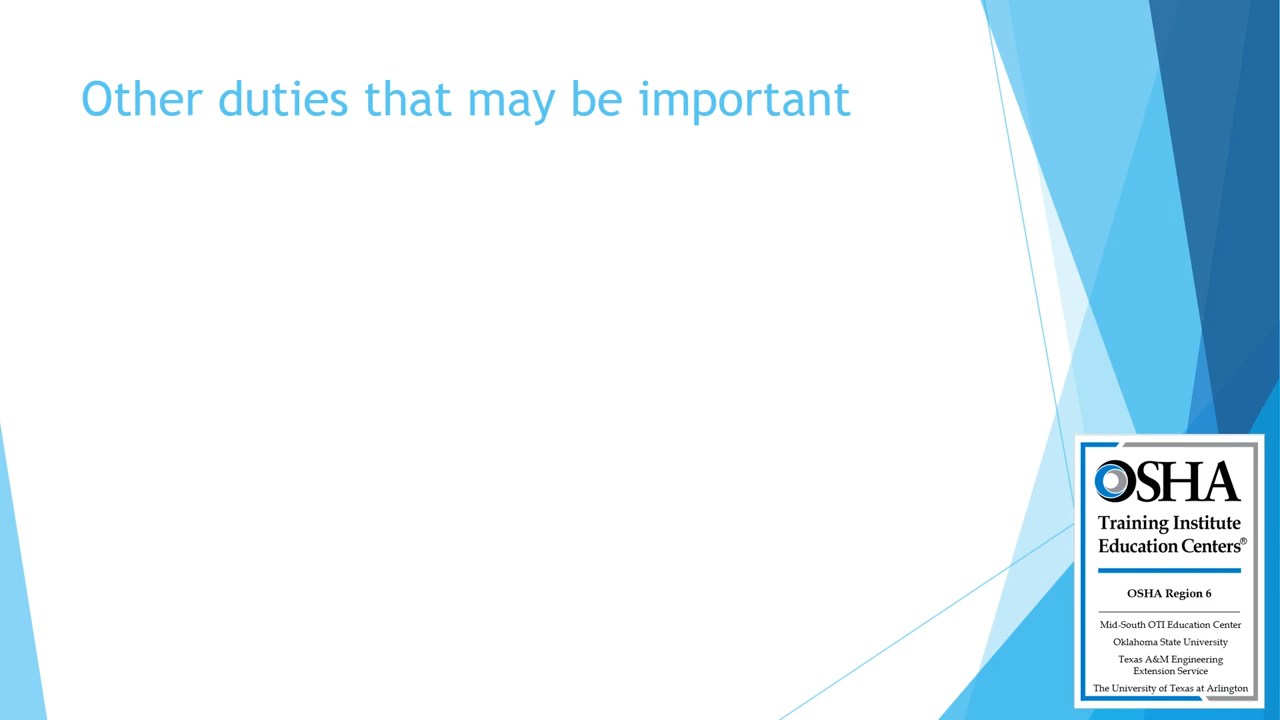 Other duties that may be important
OSHA
Training Institute
Education Centers®
OSHA Region 6
Mid-South OTI Education Center
Oklahoma State University
Texas A&M Engineering
Extension Service
The University of Texas at Arlington